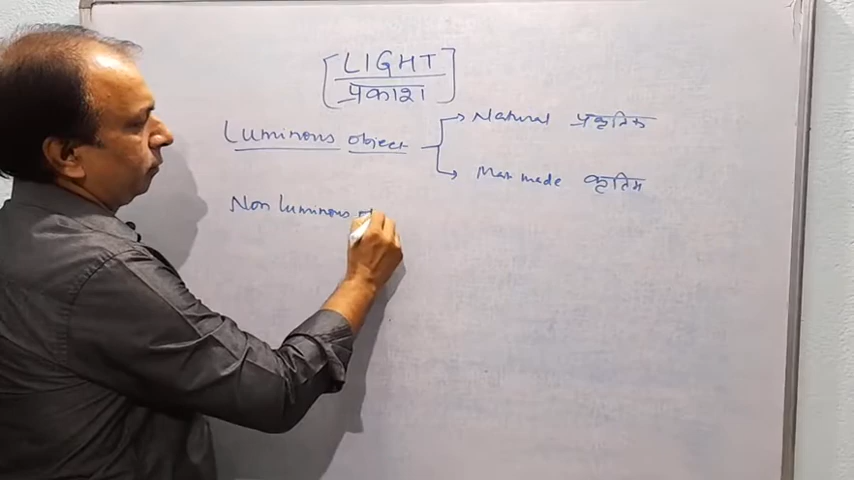 LIGHT
प्रकाश
Luminous object
Natural प्रकृतिक
Man made कृतिम
Non luminous